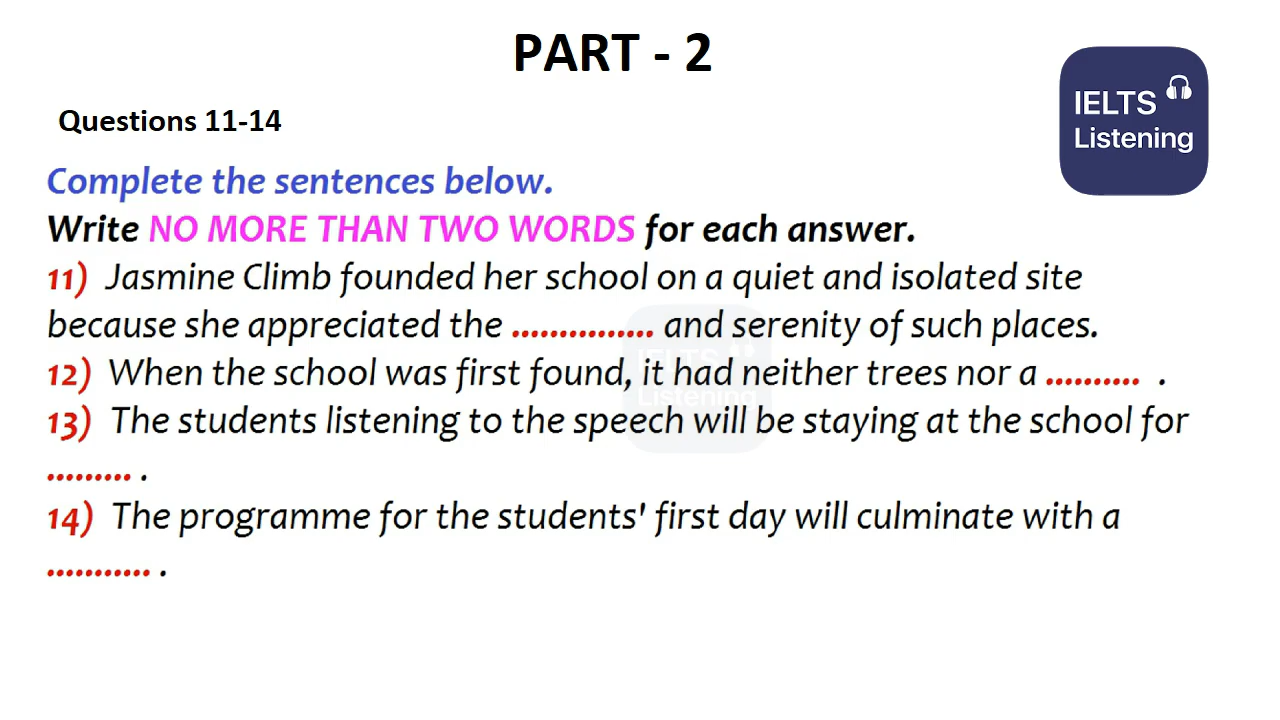 PART - 2
IELTS
Listening
Questions 11-14
Complete the sentences below.
Write NO MORE THAN TWO WORDS for each answer.
11) Jasmine Climb founded her school on a quiet and isolated site
because she appreciated the ............... and serenity of such places.
12) When the school was first found, it had neither trees nor a .......... .
13) The students listening to the speech will be staying at the school for
......... .
14) The programme for the students' first day will culminate with a
........... .
IELTS
Listening